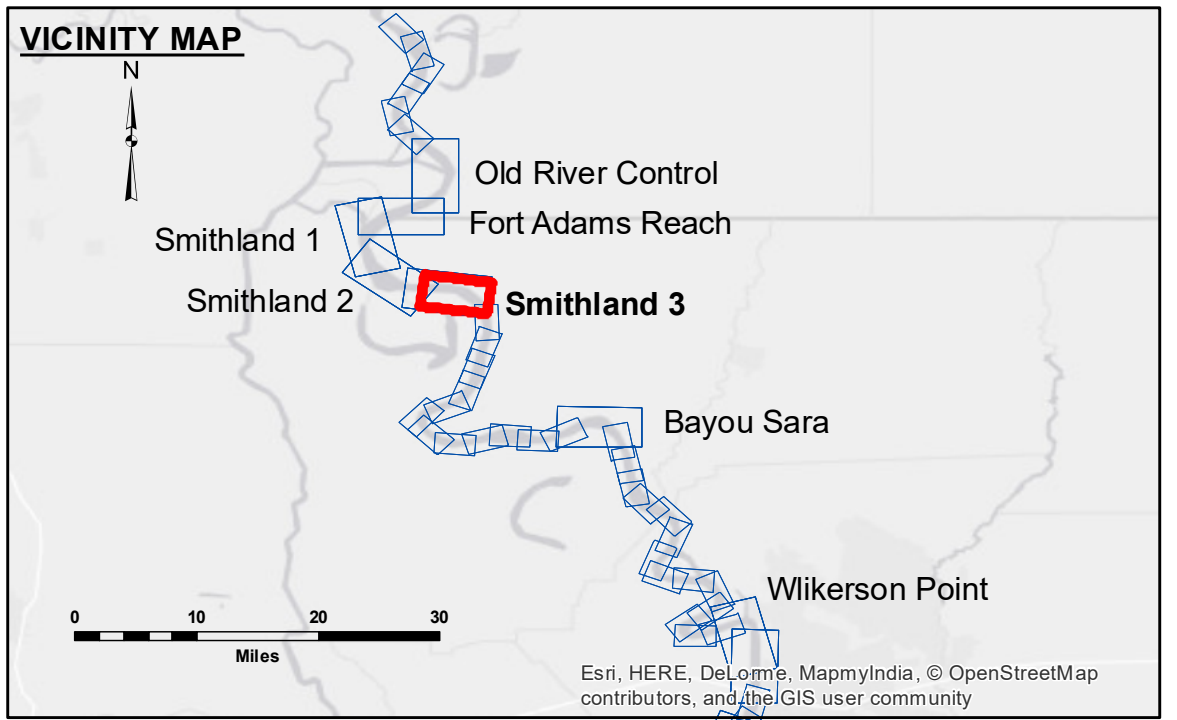 VICINITY MAP
N
Old River Control
Fort Adams Reach
Smithland 1
Smithland 2
Smithland 3
Bayou Sara
Wlikerson Point
0 10 20 30
Miles
Esri, HERE, DeLorme, MapmyIndia, © OpenStreetMap
contributors, and the GIS user community